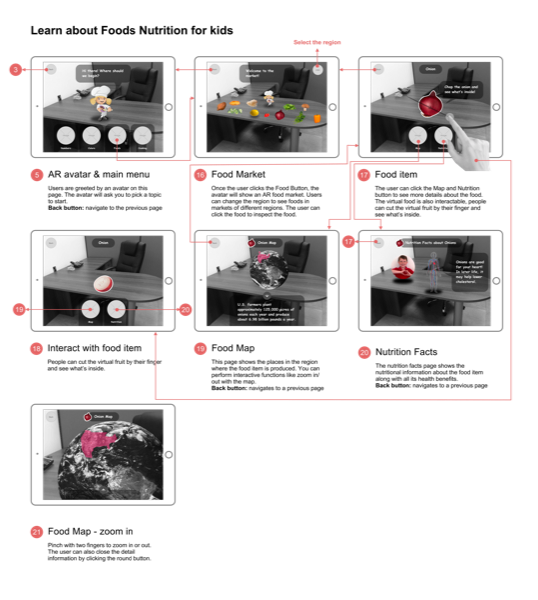 Learn about Foods Nutrition for kids
Select the region
3
Hi there! Where should
we begin?
Welcome to the
market!
Onion
Chop the onion and
see what's inside!
5 AR avatar & main menu
Users are greeted by an avatar on this
page. The avatar will ask you to pick a topic
to start.
Back button: navigate to the previous page
16 Food Market
Once the user clicks the Food Button, the
avatar will show an AR food market. Users
can change the region to see foods in
markets of different regions. The user can
click the food to inspect the food.
17 Food item
The user can click the Map and Nutrition
button to see more details about the food.
The virtual food is also interactable, people
can cut the virtual fruit by their finger and
see what's inside.
Onion
19
20
Map
Onion Map
U.S. farmers plant
approximately 125,000 acres of
onions each year and produce
about 6.75 billion pounds a year.
17
Nutrition Facts about Onions
Onions are good
for your heart!
In later life, it
may help lower
cholesterol.
18 Interact with food item
People can cut the virtual fruit by their finger
and see what's inside.
19 Food Map
This page shows the places in the region
where the food item is produced. You can
perform interactive functions like zoom in/
out with the map.
Back button: navigates to a previous page
20 Nutrition Facts
The nutrition facts page shows the
nutritional information about the food item
along with all its health benefits.
Back button: navigates to a previous page
Onion Map
21 Food Map - zoom in
Pinch with two fingers to zoom in or out.
The user can also close the detail
information by clicking the round button.